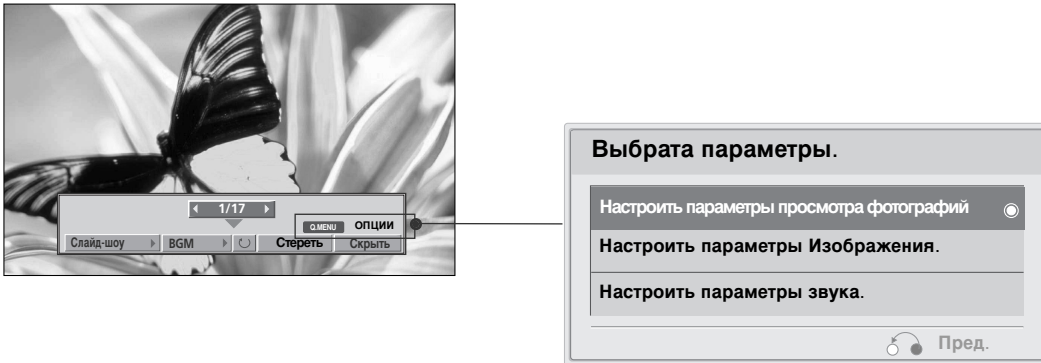 1/17
Q.MENU ОПЦИИ
Слайд-шоу BGM Стереть Скрыть
Выбрата параметры.
Настроить параметры просмотра фотографий
Настроить параметры Изображения.
Настроить параметры звука.
Пред.